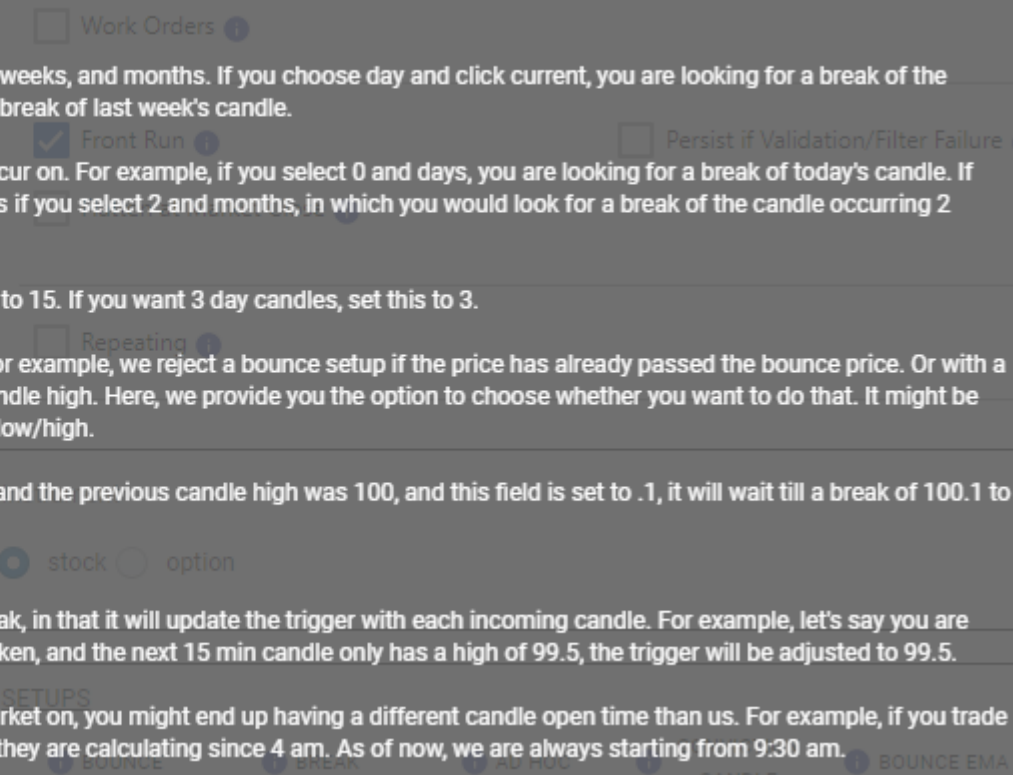 Work Orders
weeks, and months. If you choose day and click current, you are looking for a break of the
break of last week's candle.
Front Run
Persist if Validation/Filter Failure
cur on. For example, if you select 0 and days, you are looking for a break of today's candle. If
s if you select 2 and months, in which you would look for a break of the candle occurring 2
to 15. If you want 3 day candles, set this to 3.
Repeating
or example, we reject a bounce setup if the price has already passed the bounce price. Or with a
ndle high. Here, we provide you the option to choose whether you want to do that. It might be
low/high.
and the previous candle high was 100, and this field is set to .1, it will wait till a break of 100.1 to
stock option
ak, in that it will update the trigger with each incoming candle. For example, let's say you are
ken, and the next 15 min candle only has a high of 99.5, the trigger will be adjusted to 99.5.
SETUPS
rket on, you might end up having a different candle open time than us. For example, if you trade
they are calculating since 4 am. As of now, we are always starting from 9:30 am.
BOUNCE BREAK AD HOC CANDLE BOUNCE EMA